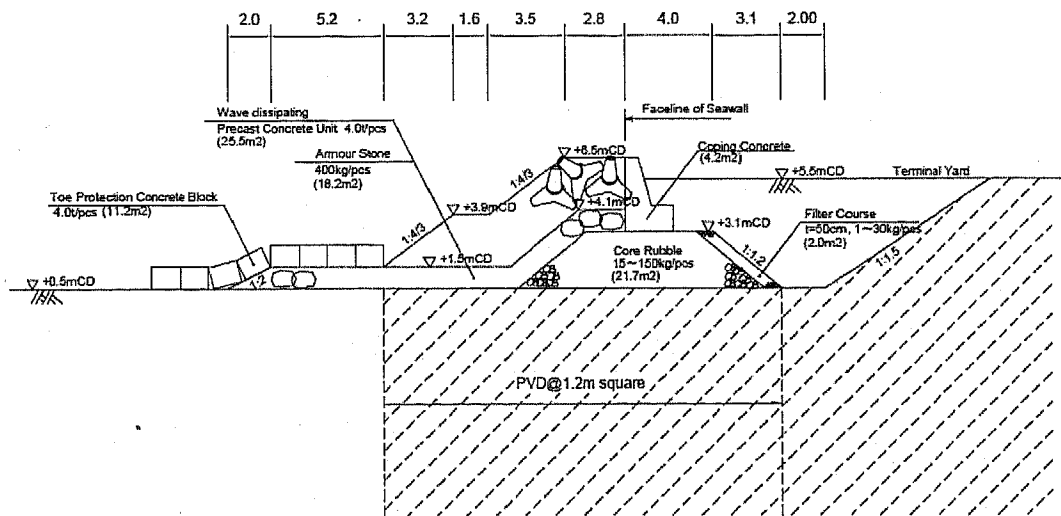 2.0 5.2 3.2 1.6 3.5 2.8 4.0 3.1 2.00
Faceline of Seawall
Wave dissipating
Precast Concrete Unit 4.0t/pcs
(25.5m2)
Armour Stone
400kg/pcs
(18.2m2)
+6.5mCD
Coping Concrete
(4.2m2)
+5.5mCD
Terminal Yard
Toe Protection Concrete Block
4.0t/pcs (11.2m2)
1:4/3
+3.9mCD
+4.1mCD
+3.1mCD
Filter Course
t=50cm, 1~30kg/pcs
(2.0m2)
1:4/3
+1.5mCD
Core Rubble
15~150kg/pcs
(21.7m2)
1:1.2
1:1.5
+0.5mCD
1:2
PVD@1.2m square